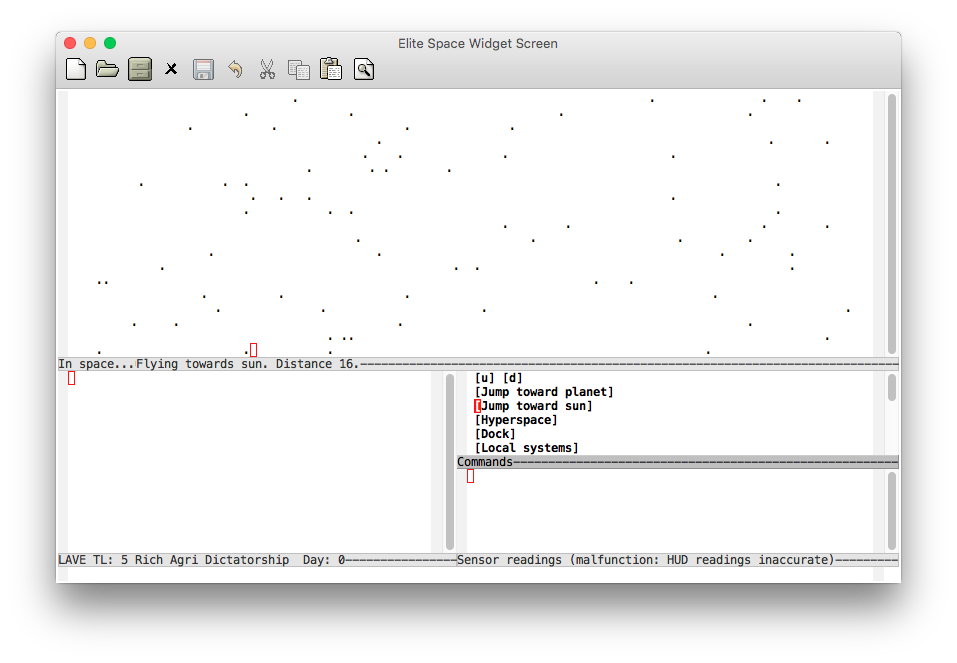 Elite Space Widget Screen
In space...Flying towards sun. Distance 16.
[u] [d]
[Jump toward planet]
[Jump toward sun]
[Hyperspace]
[Dock]
[Local systems]
Commands
LAVE TL: 5 Rich Agri Dictatorship  Day: 0
Sensor readings (malfunction: HUD readings inaccurate)